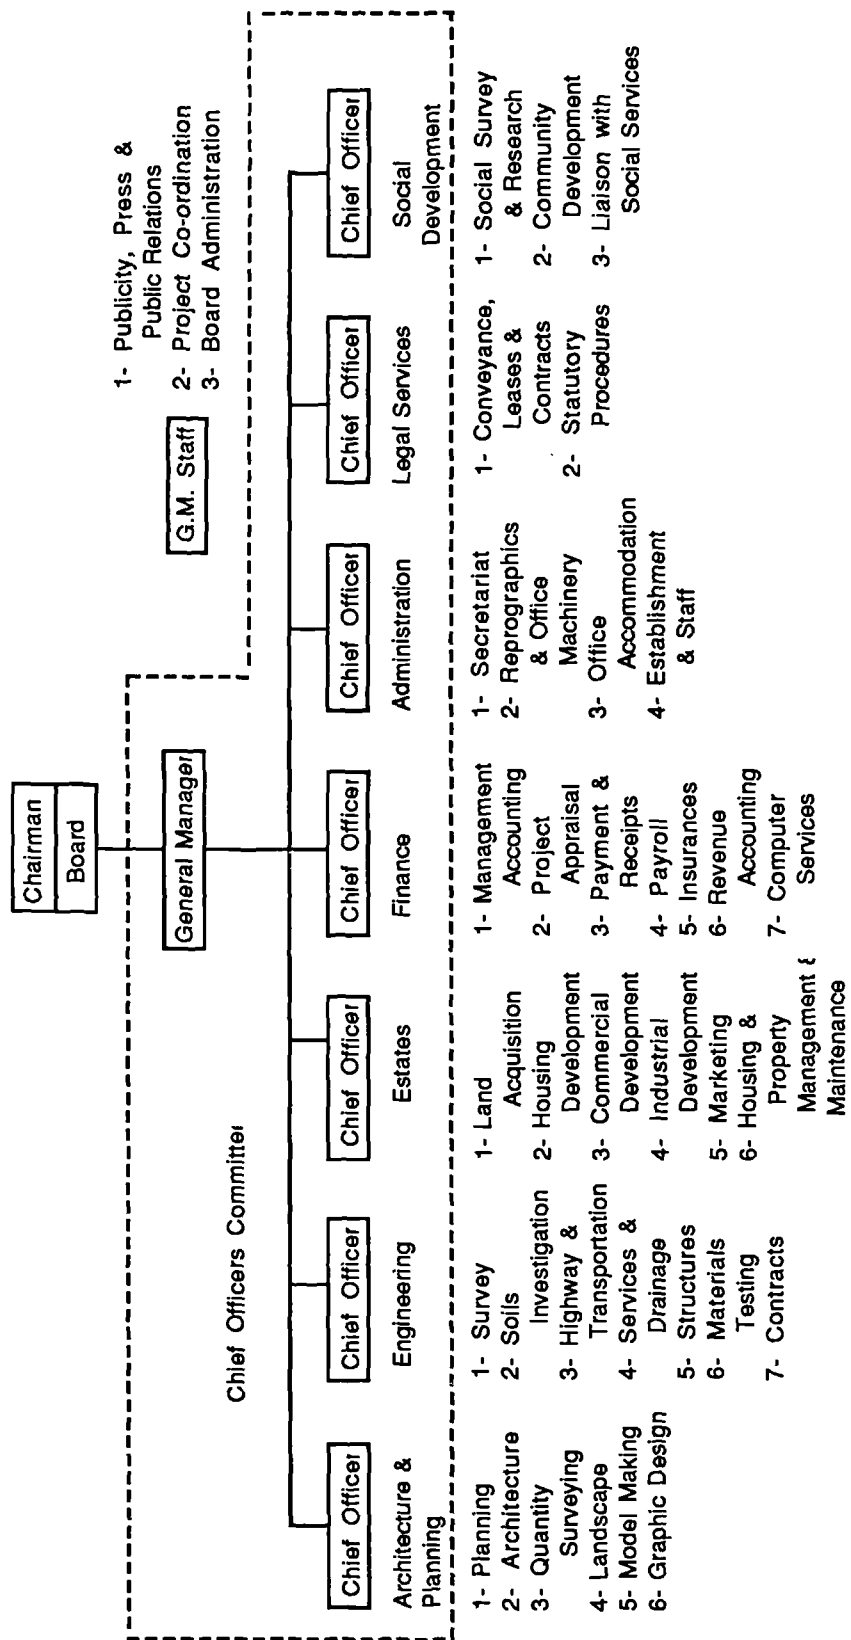 Chairman
Board
General Manager
G.M. Staff
1- Publicity, Press &
Public Relations
2- Project Co-ordination
3- Board Administration
Chief Officers Committee
Chief Officer
Architecture &
Planning
1- Planning
2- Architecture
3- Quantity
Surveying
4- Landscape
5- Model Making
6- Graphic Design
Chief Officer
Engineering
1- Survey
2- Soils
Investigation
3- Highway &
Transportation
4- Services &
Drainage
5- Structures
6- Materials
Testing
7- Contracts
Chief Officer
Estates
1- Land
Acquisition
2- Housing
Development
3- Commercial
Development
4- Industrial
Development
5- Marketing
6- Housing &
Property
Management &
Maintenance
Chief Officer
Finance
1- Management
Accounting
2- Project
Appraisal
3- Payment &
Receipts
4- Payroll
5- Insurances
6- Revenue
Accounting
7- Computer
Services
Chief Officer
Administration
1- Secretariat
2- Reprographics
& Office
Machinery
3- Office
Accommodation
4- Establishment
& Staff
Chief Officer
Legal Services
1- Conveyance,
Leases &
Contracts
2- Statutory
Procedures
Chief Officer
Social
Development
1- Social Survey
& Research
2- Community
Development
3- Liaison with
Social Services